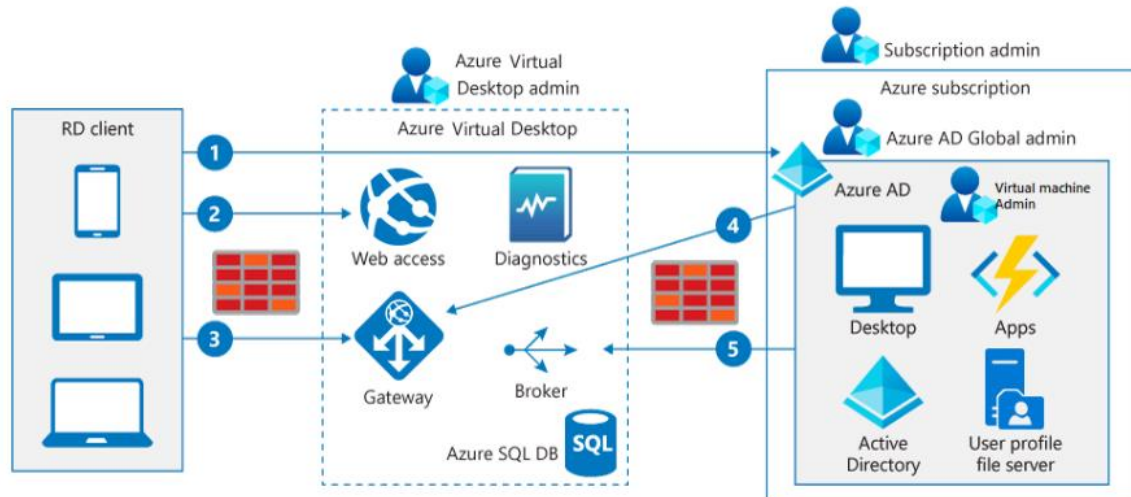 Subscription admin
Azure Virtual
Desktop admin
Azure subscription
RD client
Azure Virtual Desktop
Azure AD Global admin
1
2
3
4
5
Azure AD
Virtual machine
Admin
Web access
Diagnostics
Desktop
Apps
Gateway
Broker
Azure SQL DB
SQL
Active
Directory
User profile
file server